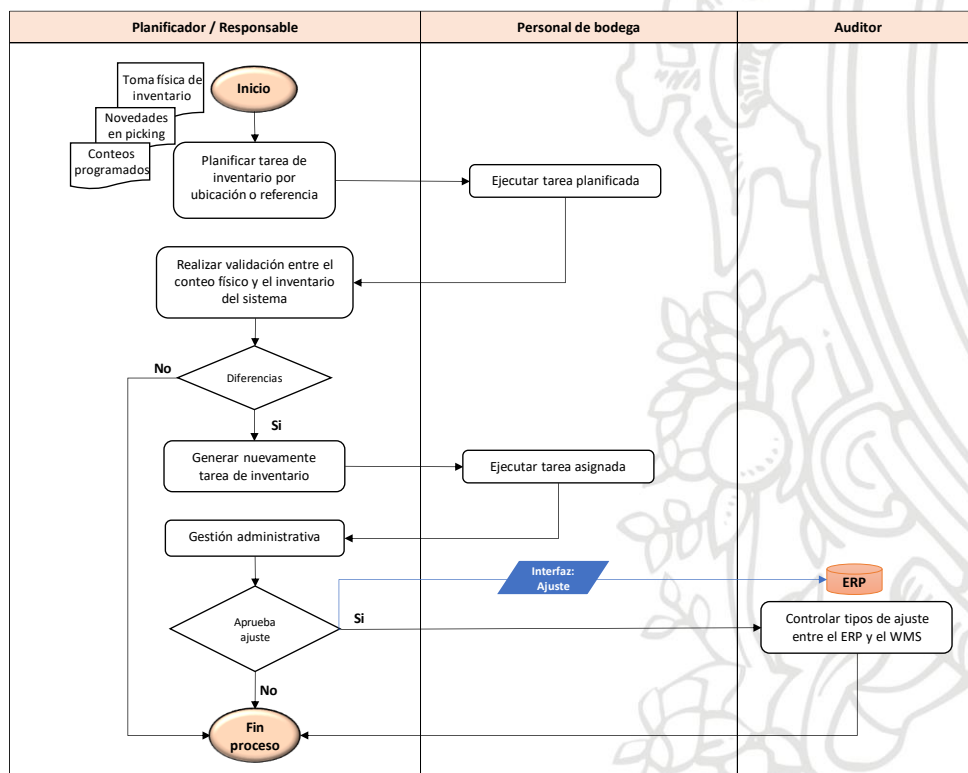 Planificador / Responsable
Personal de bodega
Auditor
Toma física de
inventario
Novedades
en picking
Conteos
programados
Inicio
Planificar tarea de
inventario por
ubicación o referencia
Ejecutar tarea planificada
Realizar validación entre el
conteo físico y el inventario
del sistema
No
Diferencias
Si
Generar nuevamente
tarea de inventario
Ejecutar tarea asignada
Gestión administrativa
Interfaz:
Ajuste
ERP
Aprueba
ajuste
Si
Controlar tipos de ajuste
entre el ERP y el WMS
No
Fin
proceso